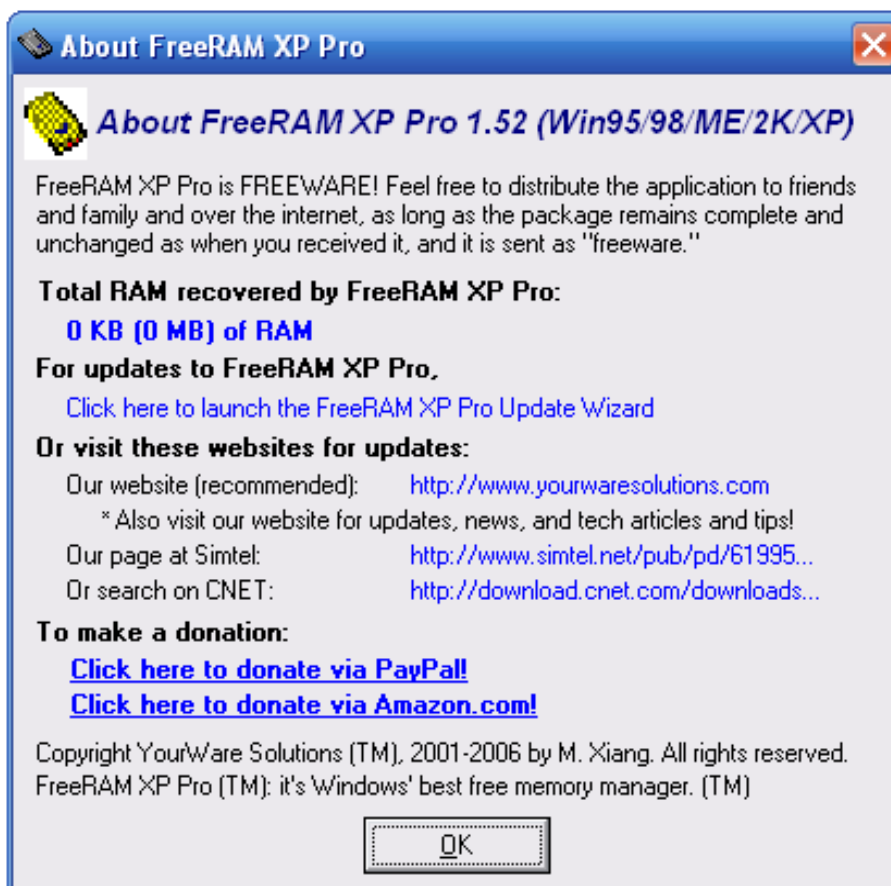 About FreeRAM XP Pro
About FreeRAM XP Pro 1.52 (Win95/98/ME/2K/XP)
FreeRAM XP Pro is FREEWARE! Feel free to distribute the application to friends
and family and over the internet, as long as the package remains complete and
unchanged as when you received it, and it is sent as "freeware."
Total RAM recovered by FreeRAM XP Pro:
0 KB (0 MB) of RAM
For updates to FreeRAM XP Pro,
Click here to launch the FreeRAM XP Pro Update Wizard
Or visit these websites for updates:
Our website (recommended): http://www.yourwaresolutions.com
* Also visit our website for updates, news, and tech articles and tips!
Our page at Simtel: http://www.simtel.net/pub/pd/61995...
Or search on CNET: http://download.cnet.com/downloads...
To make a donation:
Click here to donate via PayPal!
Click here to donate via Amazon.com!
Copyright YourWare Solutions (TM), 2001-2006 by M. Xiang. All rights reserved.
FreeRAM XP Pro (TM): it's Windows' best free memory manager. (TM)
OK